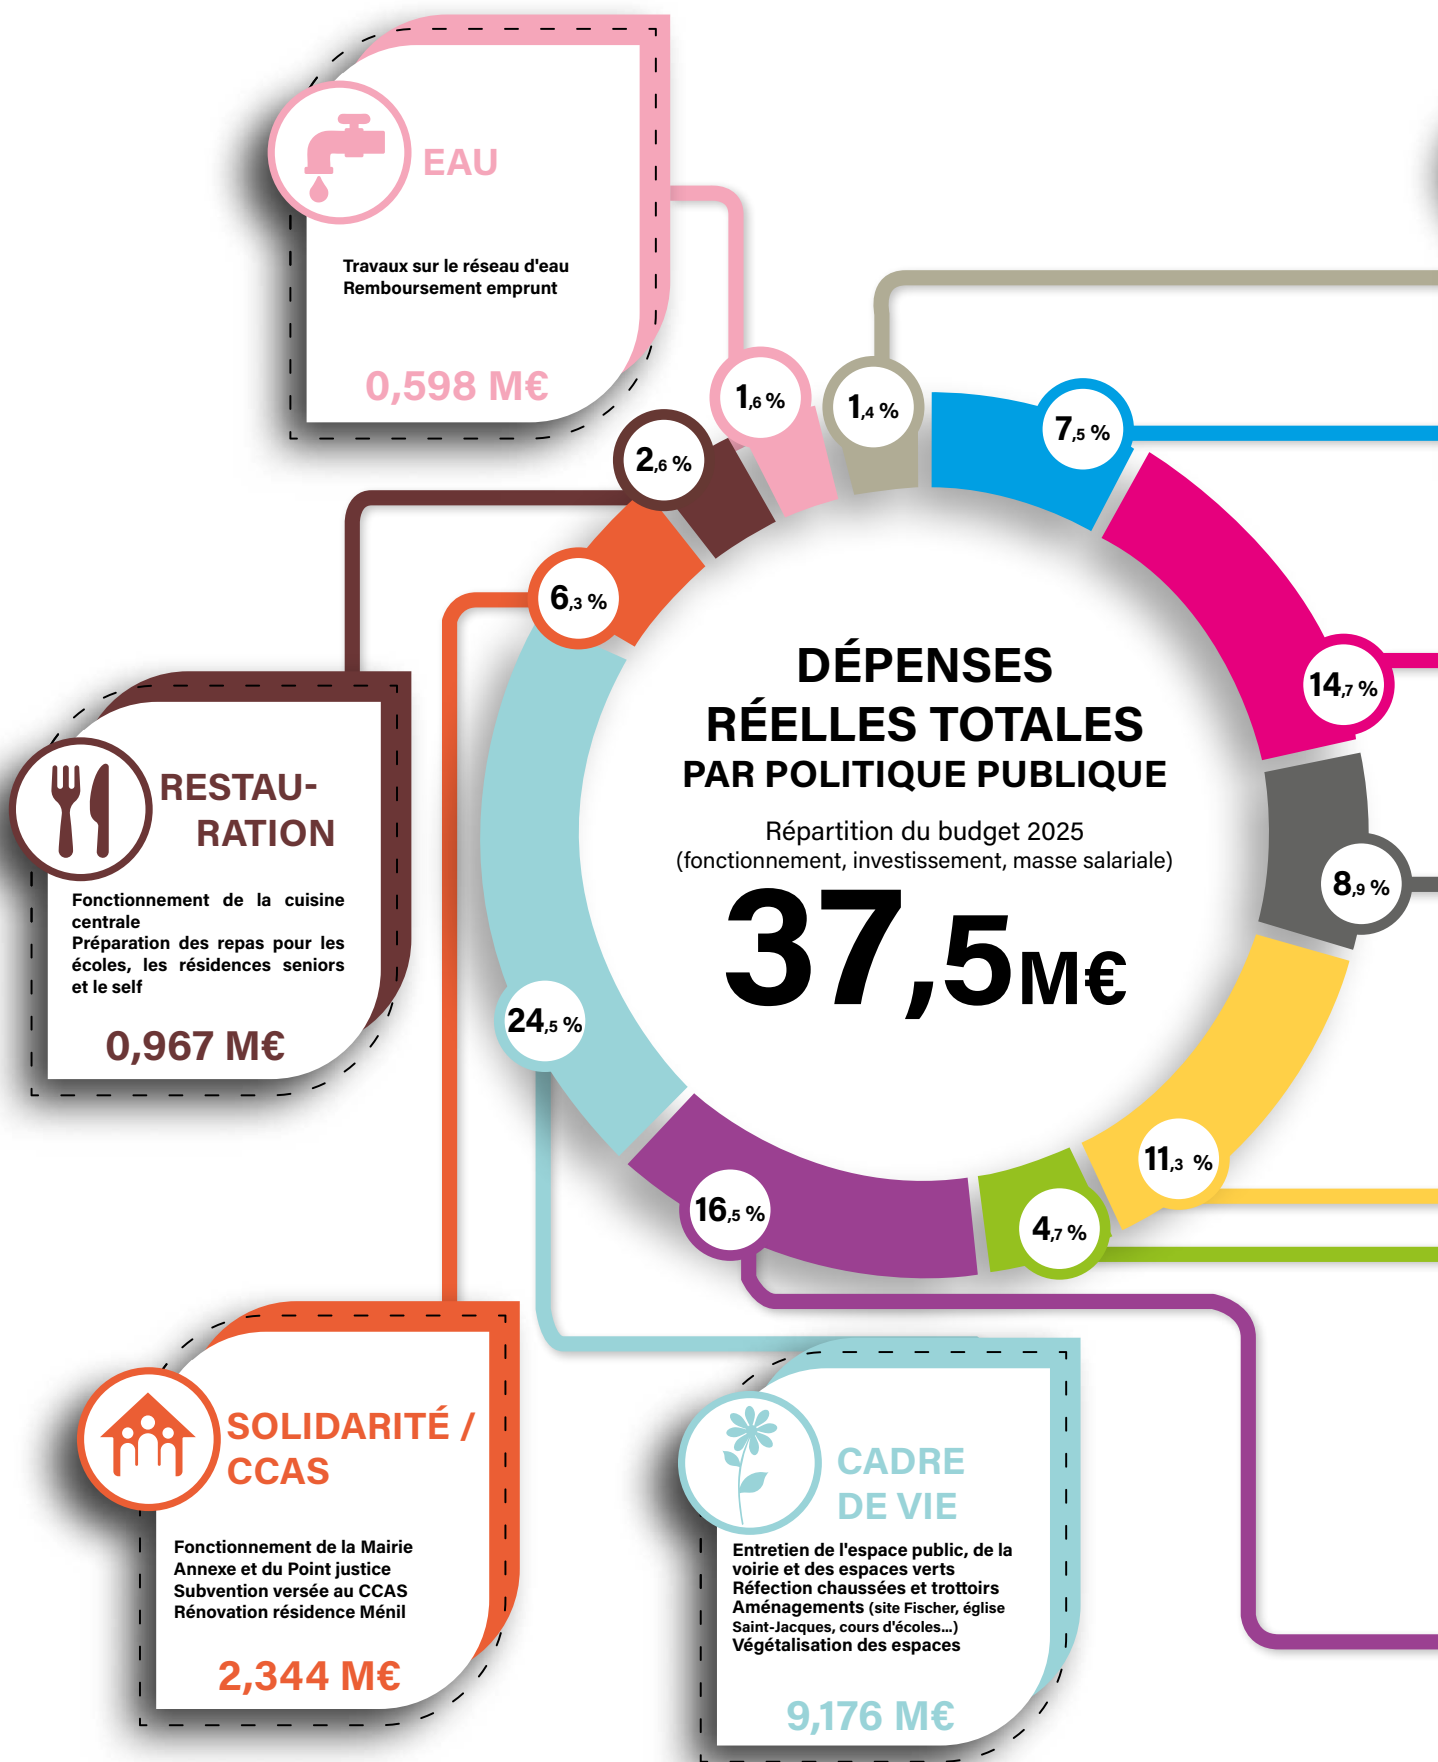 EAU
Travaux sur le réseau d'eau
Remboursement emprunt
0,598 M€
1,6 %
1,4 %
7,5 %
2,6 %
6,3 %
14,7 %
8,9 %
11,3 %
4,7 %
16,5 %
24,5 %
DÉPENSES
RÉELLES TOTALES
PAR POLITIQUE PUBLIQUE
Répartition du budget 2025
(fonctionnement, investissement, masse salariale)
37,5M€
RESTAU-
RATION
Fonctionnement de la cuisine
centrale
Préparation des repas pour les
écoles, les résidences seniors
et le self
0,967 M€
SOLIDARITÉ /
CCAS
Fonctionnement de la Mairie
Annexe et du Point justice
Subvention versée au CCAS
Rénovation résidence Ménil
2,344 M€
CADRE
DE VIE
Entretien de l'espace public, de la
voirie et des espaces verts
Réfection chaussées et trottoirs
Aménagements (site Fischer, église
Saint-Jacques, cours d'écoles...)
Végétalisation des espaces
9,176 M€